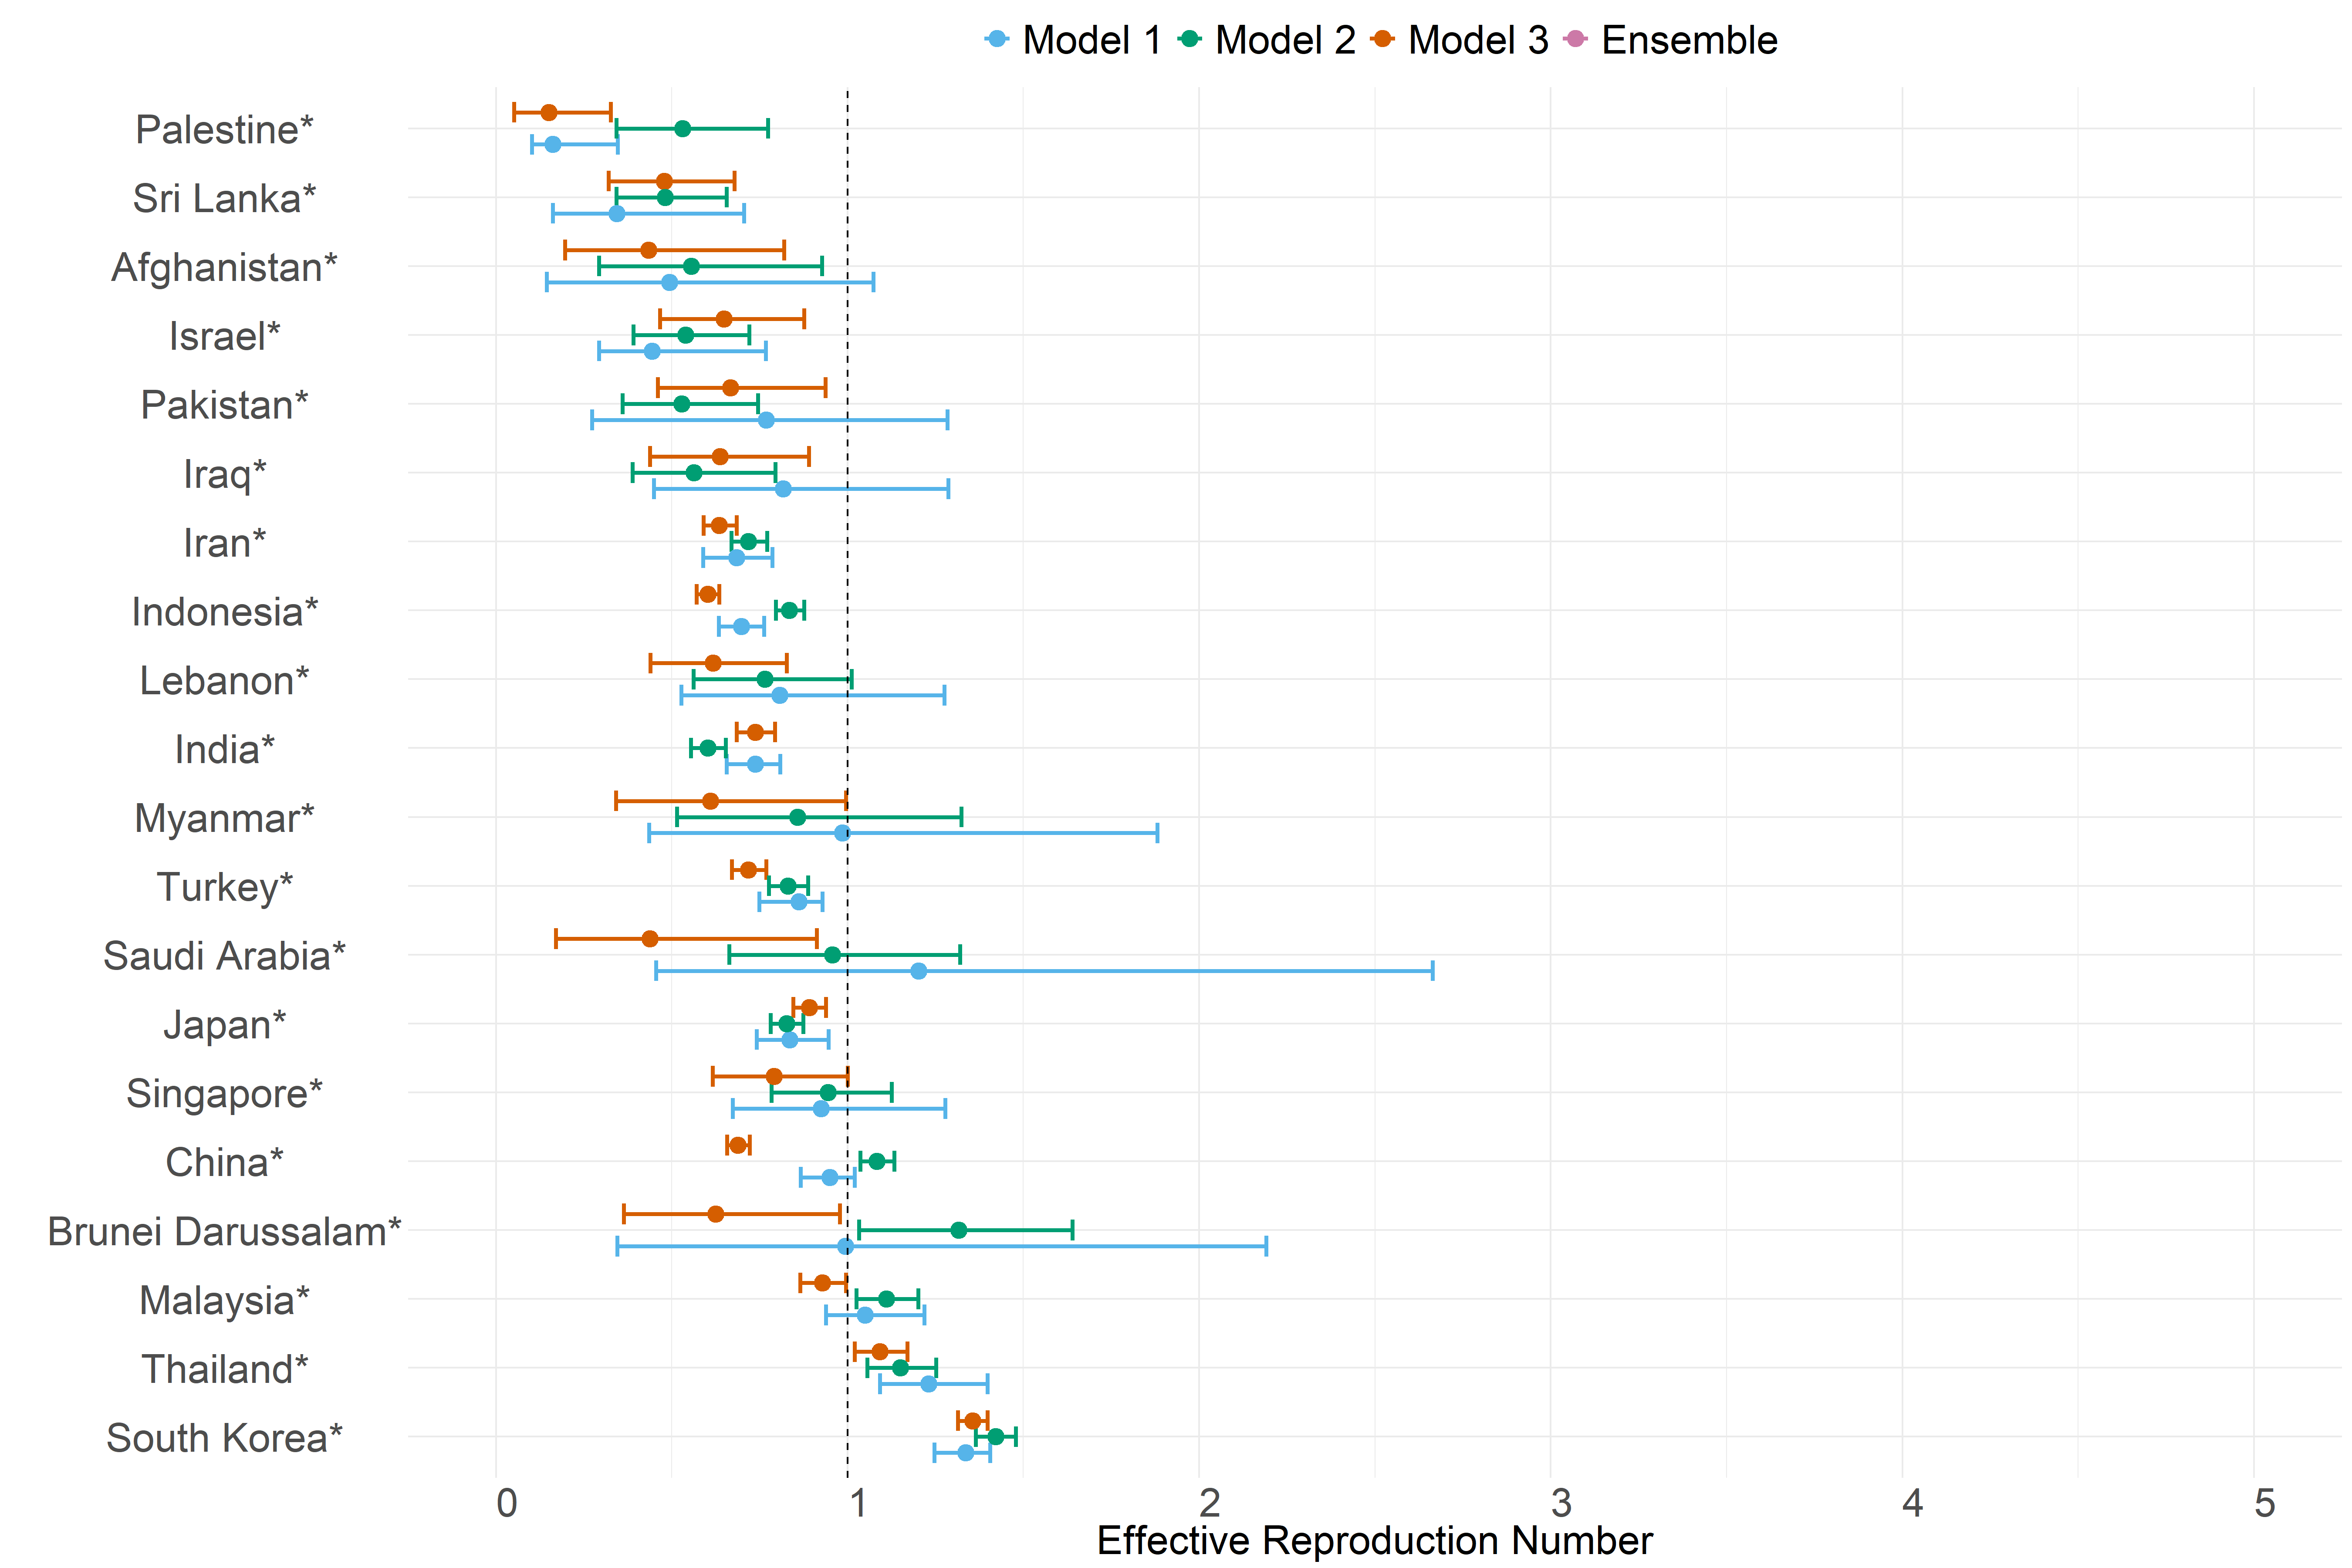 Model 1 Model 2 Model 3 Ensemble
Palestine*
Sri Lanka*
Afghanistan*
Israel*
Pakistan*
Iraq*
Iran*
Indonesia*
Lebanon*
India*
Myanmar*
Turkey*
Saudi Arabia*
Japan*
Singapore*
China*
Brunei Darussalam*
Malaysia*
Thailand*
South Korea*
0 1 2 3 4 5
Effective Reproduction Number